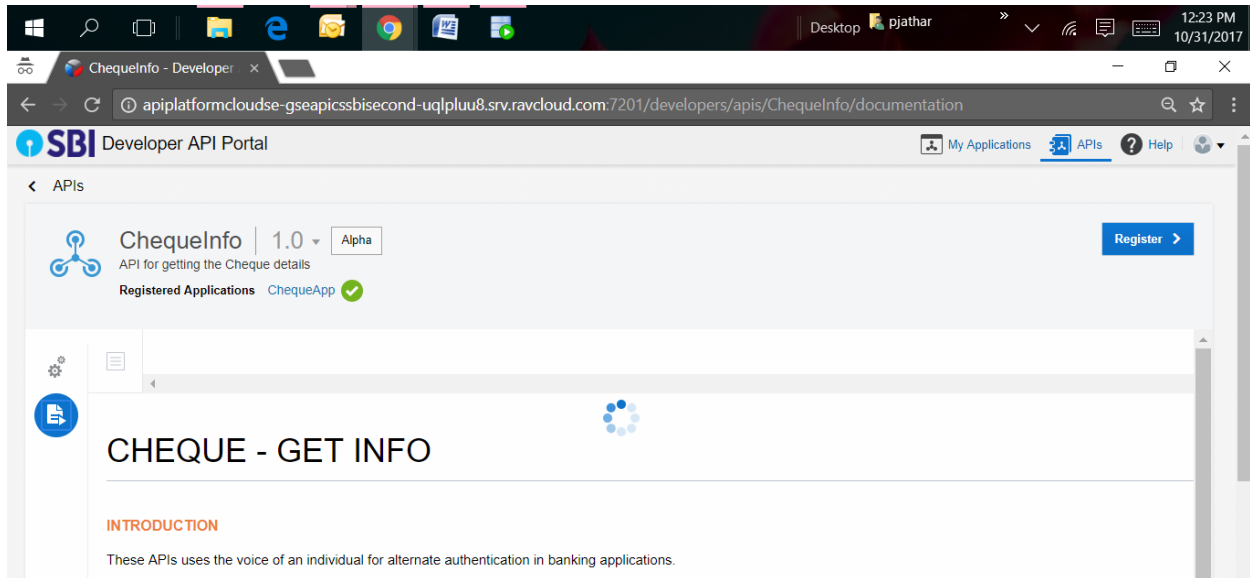 Desktop pjathar » 12:23 PM
10/31/2017
ChequeInfo - Developer
apiplatformcloudse-gseapicssbisecond-uqlpluu8.srv.ravcloud.com:7201/developers/apis/ChequeInfo/documentation
SBI Developer API Portal My Applications APIs Help
APIs
ChequeInfo 1.0 Alpha Register
API for getting the Cheque details
Registered Applications ChequeApp
CHEQUE - GET INFO
INTRODUCTION
These APIs uses the voice of an individual for alternate authentication in banking applications.